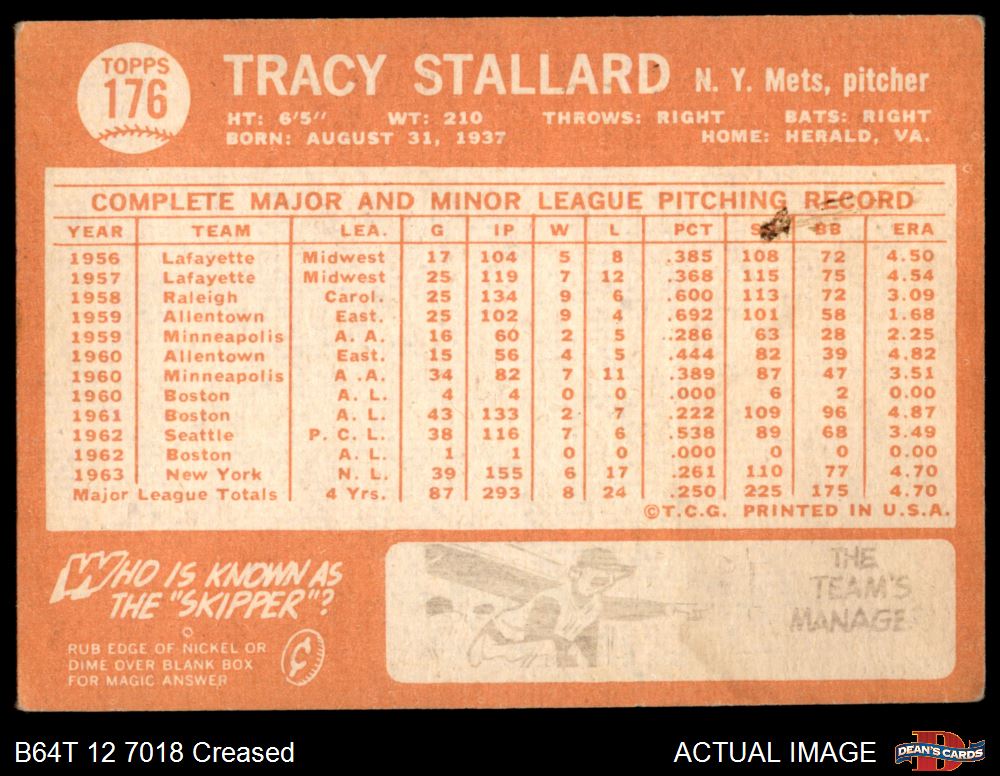 TOPPS
176
TRACY STALLARD N. Y. Mets, pitcher
HT: 6'5" WT: 210 THROWS: RIGHT BATS: RIGHT
BORN: AUGUST 31, 1937 HOME: HERALD, VA.
COMPLETE MAJOR AND MINOR LEAGUE PITCHING RECORD
YEAR TEAM LEA. G IP W L PCT BB ERA
1956 Lafayette Midwest 17 104 5 8 .385 108 72 4.50
1957 Lafayette Midwest 25 119 7 12 .368 115 75 4.54
1958 Raleigh Carol. 25 134 9 6 .600 113 72 3.09
1959 Allentown East. 25 102 9 4 .692 101 58 1.68
1959 Minneapolis A. A. 16 60 2 5 .286 63 28 2.25
1960 Allentown East. 15 56 4 5 .444 82 39 4.82
1960 Minneapolis A .A. 34 82 7 11 .389 87 47 3.51
1960 Boston A. L. 4 4 0 0 .000 6 2 0.00
1961 Boston A. L. 43 133 2 7 .222 109 96 4.87
1962 Seattle P. C. L. 38 116 7 6 .538 89 68 3.49
1962 Boston A. L. 1 1 0 0 .000 0 0 0.00
1963 New York N. L. 39 155 6 17 .261 110 77 4.70
Major League Totals 4 Yrs. 87 293 8 24 .250 225 175 4.70
©T.C.G. PRINTED IN U.S.A.
WHO IS KNOWN AS
THE "SKIPPER"?
RUB EDGE OF NICKEL OR
DIME OVER BLANK BOX
FOR MAGIC ANSWER
THE
TEAM'S
MANAGE
B64T 12 7018 Creased ACTUAL IMAGE DEAN'S CARDS